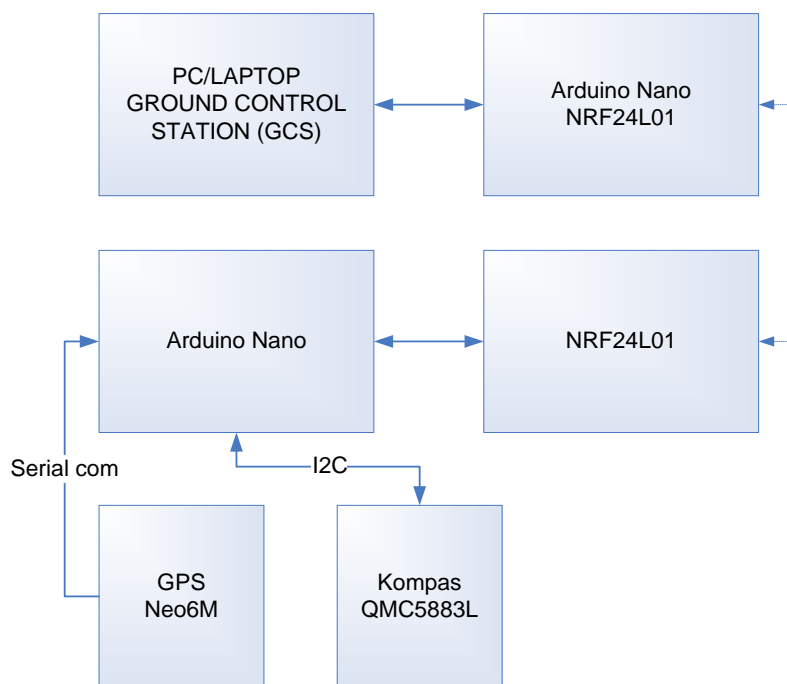 PC/LAPTOP
GROUND CONTROL
STATION (GCS)
Arduino Nano
NRF24L01
Arduino Nano
NRF24L01
Serial com
I2C
GPS
Neo6M
Kompas
QMC5883L